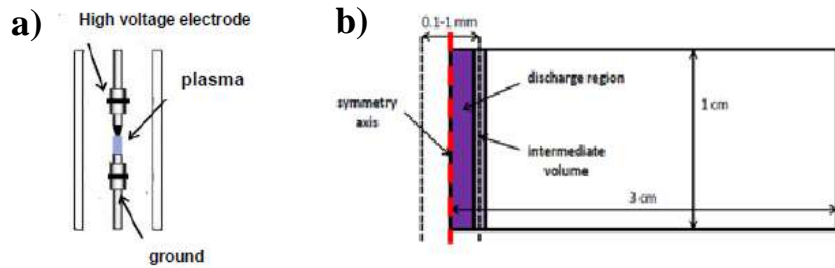 a)
High voltage electrode
plasma
ground
b)
0.1-1 mm
discharge region
symmetry
axis
1 cm
intermediate
volume
3 cm